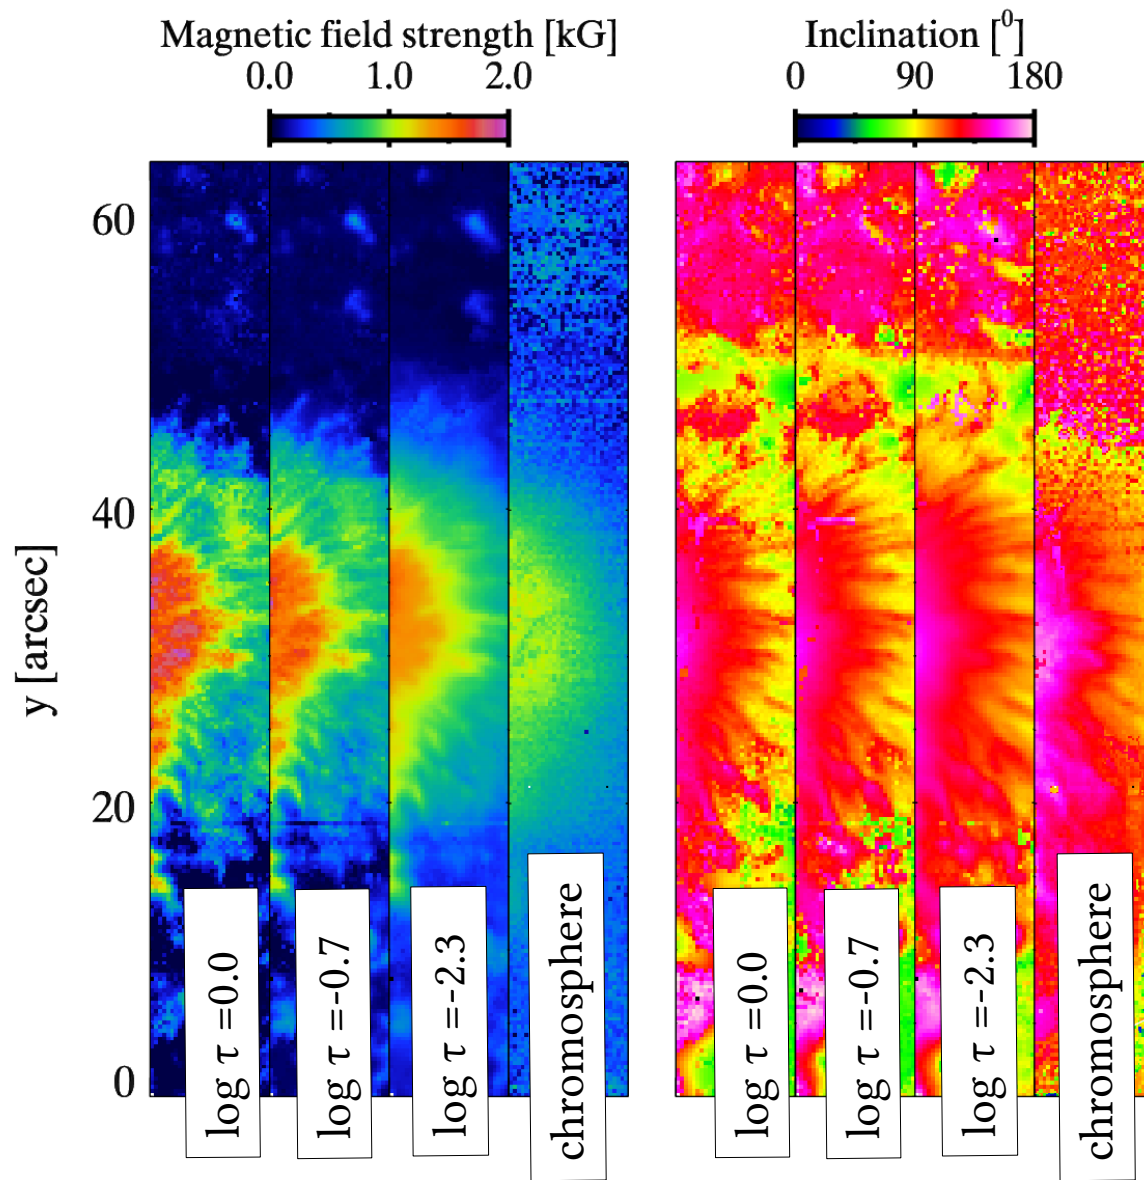 Magnetic field strength [kG]
0.0 1.0 2.0
Inclination [⁰]
0 90 180
60
40
20
0
y [arcsec]
log τ =0.0
log τ =-0.7
log τ =-2.3
chromosphere
log τ =0.0
log τ =-0.7
log τ =-2.3
chromosphere